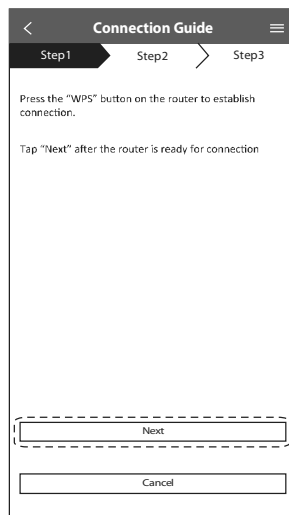 Connection Guide
Step1 Step2 Step3
Press the "WPS" button on the router to establish
connection.
Tap "Next" after the router is ready for connection
Next
Cancel